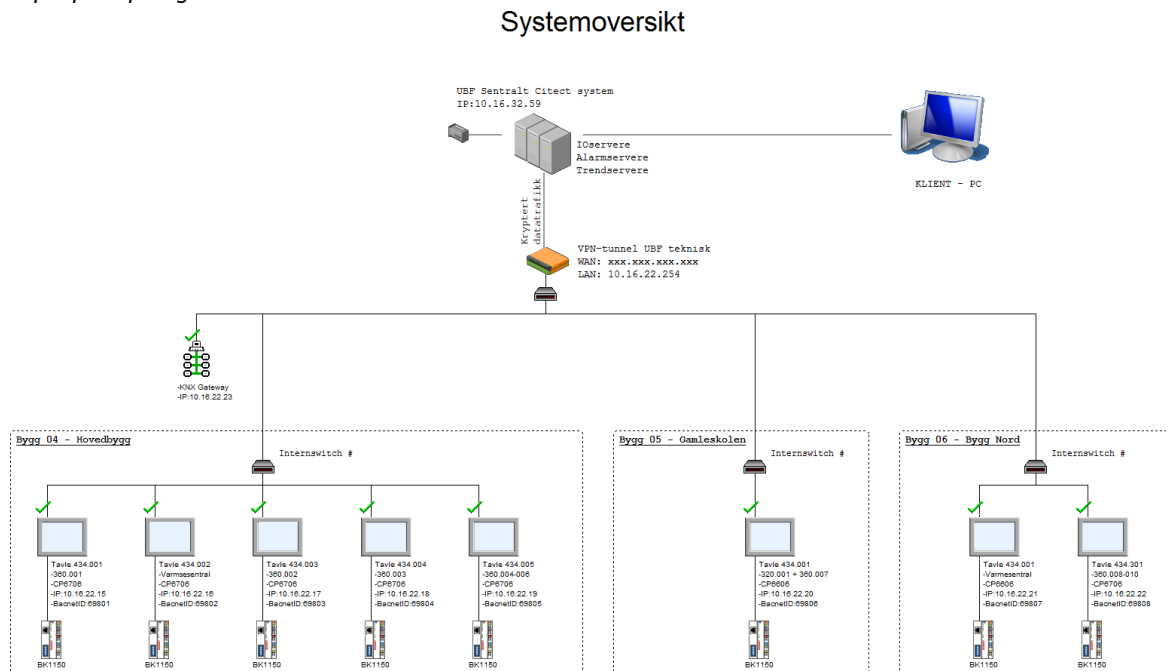 Systemoversikt
UBF Sentralt Citect system
IP:10.16.32.59
IOservere
Alarmservere
Trendservere
KLIENT - PC
Kryptert
datatrafikk
VPN-tunnel UBF teknisk
WAN: xxx.xxx.xxx.xxx
LAN: 10.16.22.254
-KNX Gateway
-IP:10.16.22.23
Bygg 04 - Hovedbygg
Internswitch #
Tavle 434.001
-360.001
-CP6706
-IP:10.16.22.15
-BacnetID:69801
BK1150
Tavle 434.002
-Varmsesentral
-CP6706
-IP:10.16.22.16
-BacnetID:69802
BK1150
Tavle 434.003
-360.002
-CP6706
-IP:10.16.22.17
-BacnetID:69803
BK1150
Tavle 434.004
-360.003
-CP6706
-IP:10.16.22.18
-BacnetID:69804
BK1150
Tavle 434.005
-360.004-006
-CP6706
-IP:10.16.22.19
-BacnetID:69805
BK1150
Bygg 05 - Gamleskolen
Internswitch #
Tavle 434.001
-320.001 + 360.007
-CP6606
-IP:10.16.22.20
-BacnetID:69806
BK1150
Bygg 06 - Bygg Nord
Internswitch #
Tavle 434.001
-Varmesentral
-CP6606
-IP:10.16.22.21
-BacnetID:69807
BK1150
Tavle 434.301
-360.008-010
-CP6706
-IP:10.16.22.22
-BacnetID:69808
BK1150